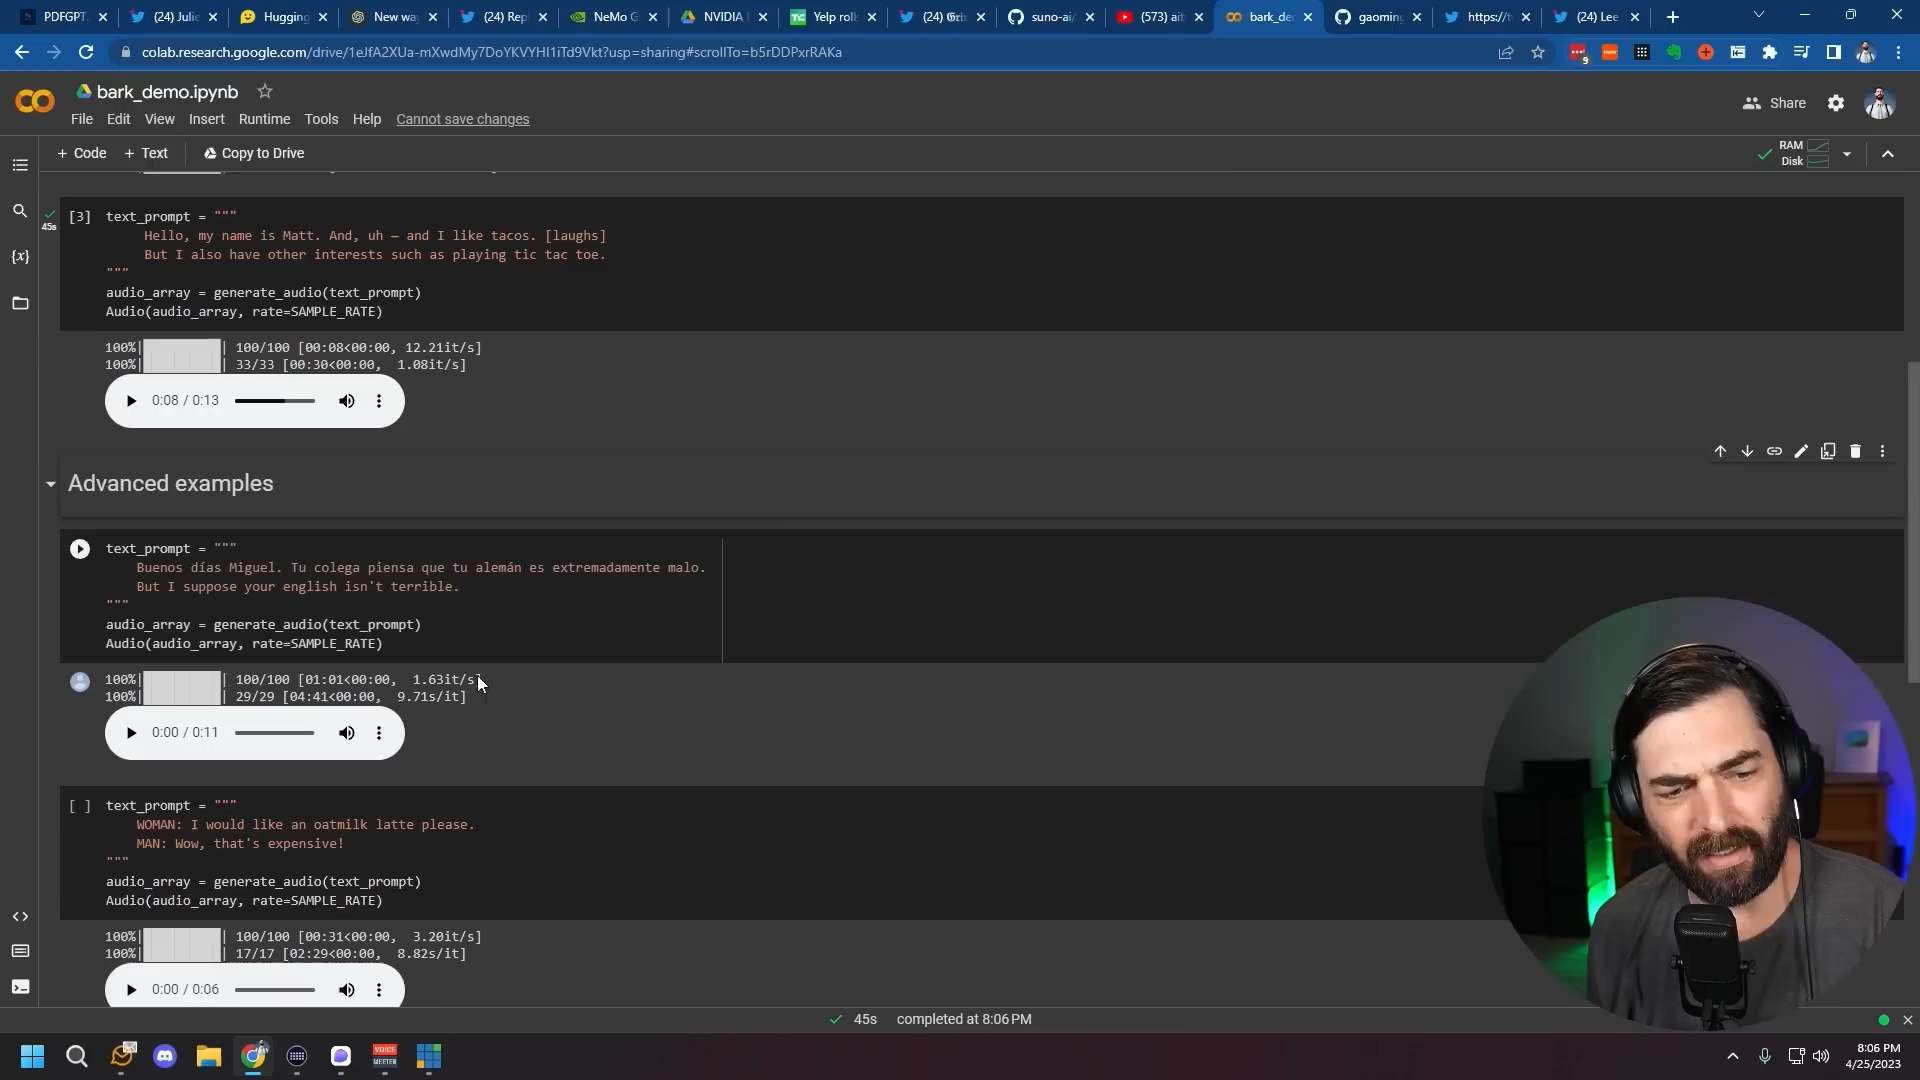 PDFGPT.
(24) Julie
Hugging
New way
(24) Repl
NeMo G
NVIDIA
Yelp roll
(24)
suno-ai/
(573) ait
bark_de
gaoming
https://t
(24) Lee
colab.research.google.com/drive/1eJfA2XUa-mXwdMy7DoYKVYHI1iTd9Vkt?usp=sharing#scrollTo=b5rDDPxrRAKa
9
bark_demo.ipynb
Share
File Edit View Insert Runtime Tools Help Cannot save changes
+ Code + Text Copy to Drive
RAM
Disk
[3] text_prompt = """
45s
Hello, my name is Matt. And, uh — and I like tacos. [laughs]
But I also have other interests such as playing tic tac toe.
"""
audio_array = generate_audio(text_prompt)
Audio(audio_array, rate=SAMPLE_RATE)
100%| | 100/100 [00:08<00:00, 12.21it/s]
100%| | 33/33 [00:30<00:00, 1.08it/s]
0:08 / 0:13
Advanced examples
text_prompt = """
Buenos días Miguel. Tu colega piensa que tu alemán es extremadamente malo.
But I suppose your english isn't terrible.
"""
audio_array = generate_audio(text_prompt)
Audio(audio_array, rate=SAMPLE_RATE)
100%| | 100/100 [01:01<00:00, 1.63it/s]
100%| | 29/29 [04:41<00:00, 9.71s/it]
0:00 / 0:11
[ ] text_prompt = """
WOMAN: I would like an oatmilk latte please.
MAN: Wow, that's expensive!
"""
audio_array = generate_audio(text_prompt)
Audio(audio_array, rate=SAMPLE_RATE)
100%| | 100/100 [00:31<00:00, 3.20it/s]
100%| | 17/17 [02:29<00:00, 8.82s/it]
0:00 / 0:06
45s completed at 8:06 PM
VOICE
MEETER
8:06 PM
4/25/2023